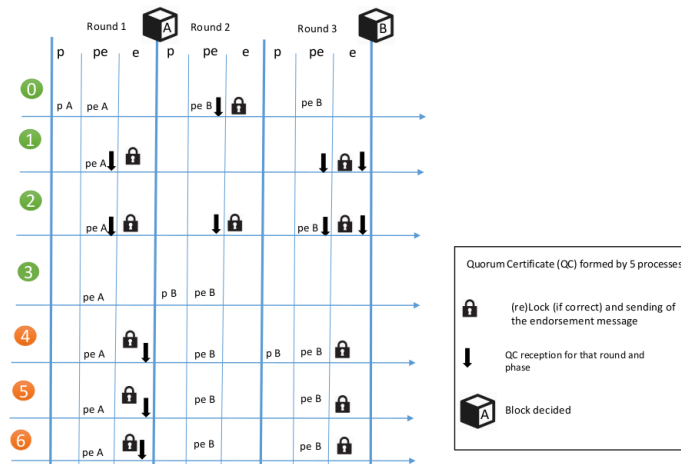 Round 1 A Round 2 Round 3 B
p pe e p pe e p pe e
0 p A pe A pe B pe B
1 pe A
2 pe A pe B
3 pe A p B pe B
4 pe A pe B p B pe B
5 pe A pe B pe B
6 pe A pe B pe B
Quorum Certificate (QC) formed by 5 processes
(re)Lock (if correct) and sending of
the endorsement message
QC reception for that round and
phase
A Block decided